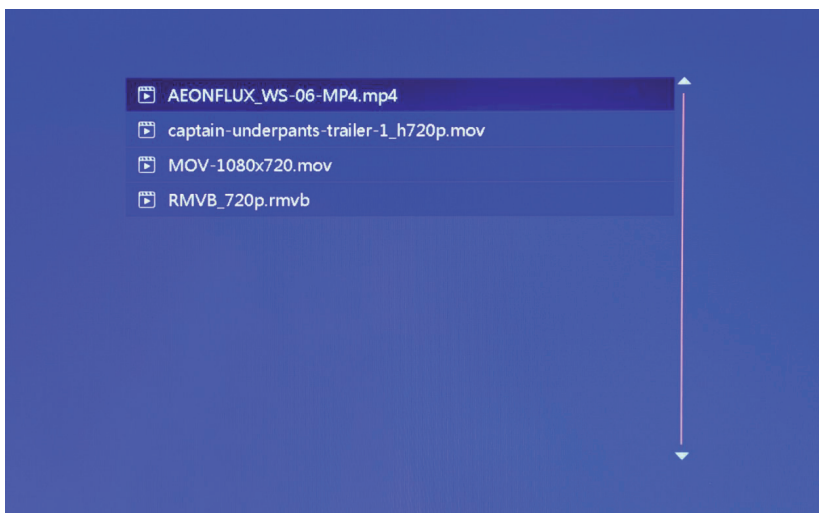 AEONFLUX_WS-06-MP4.mp4
captain-underpants-trailer-1_h720p.mov
MOV-1080x720.mov
RMVB_720p.rmvb